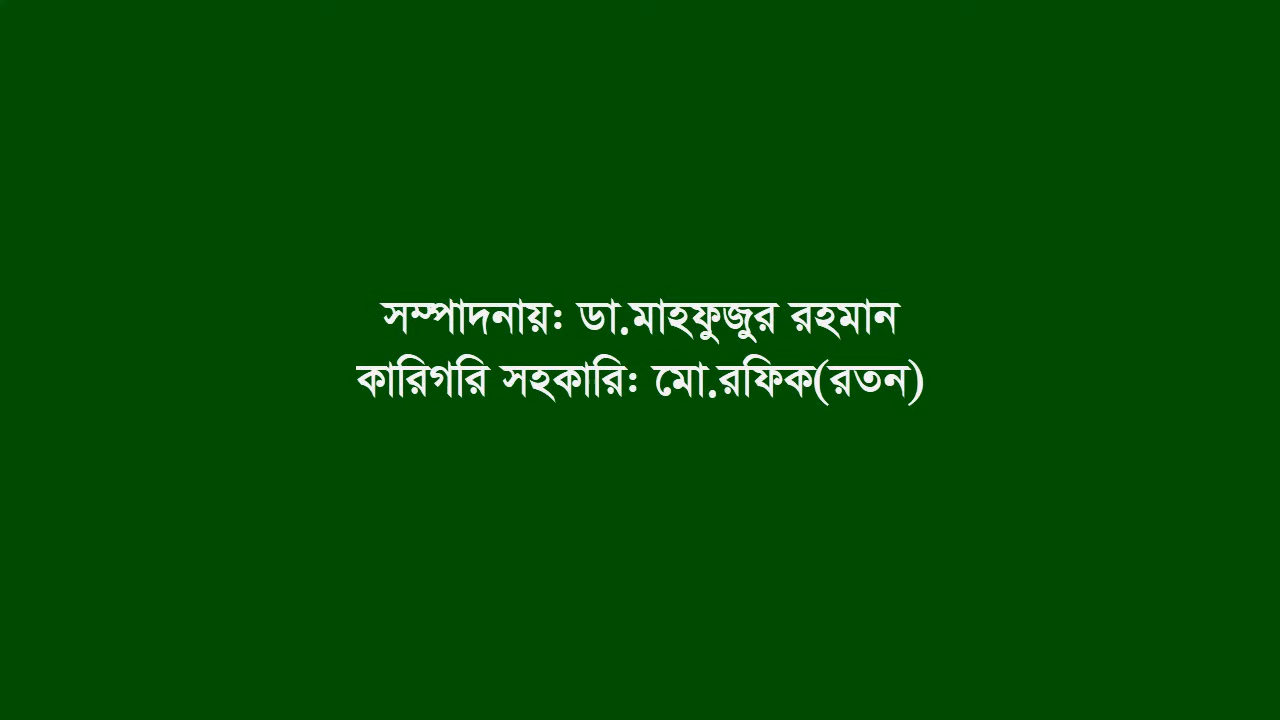 সম্পাদনায়ঃ ডা.মাহফুজুর রহমান
কারিগরি সহকারিঃ মো.রফিক(রতন)